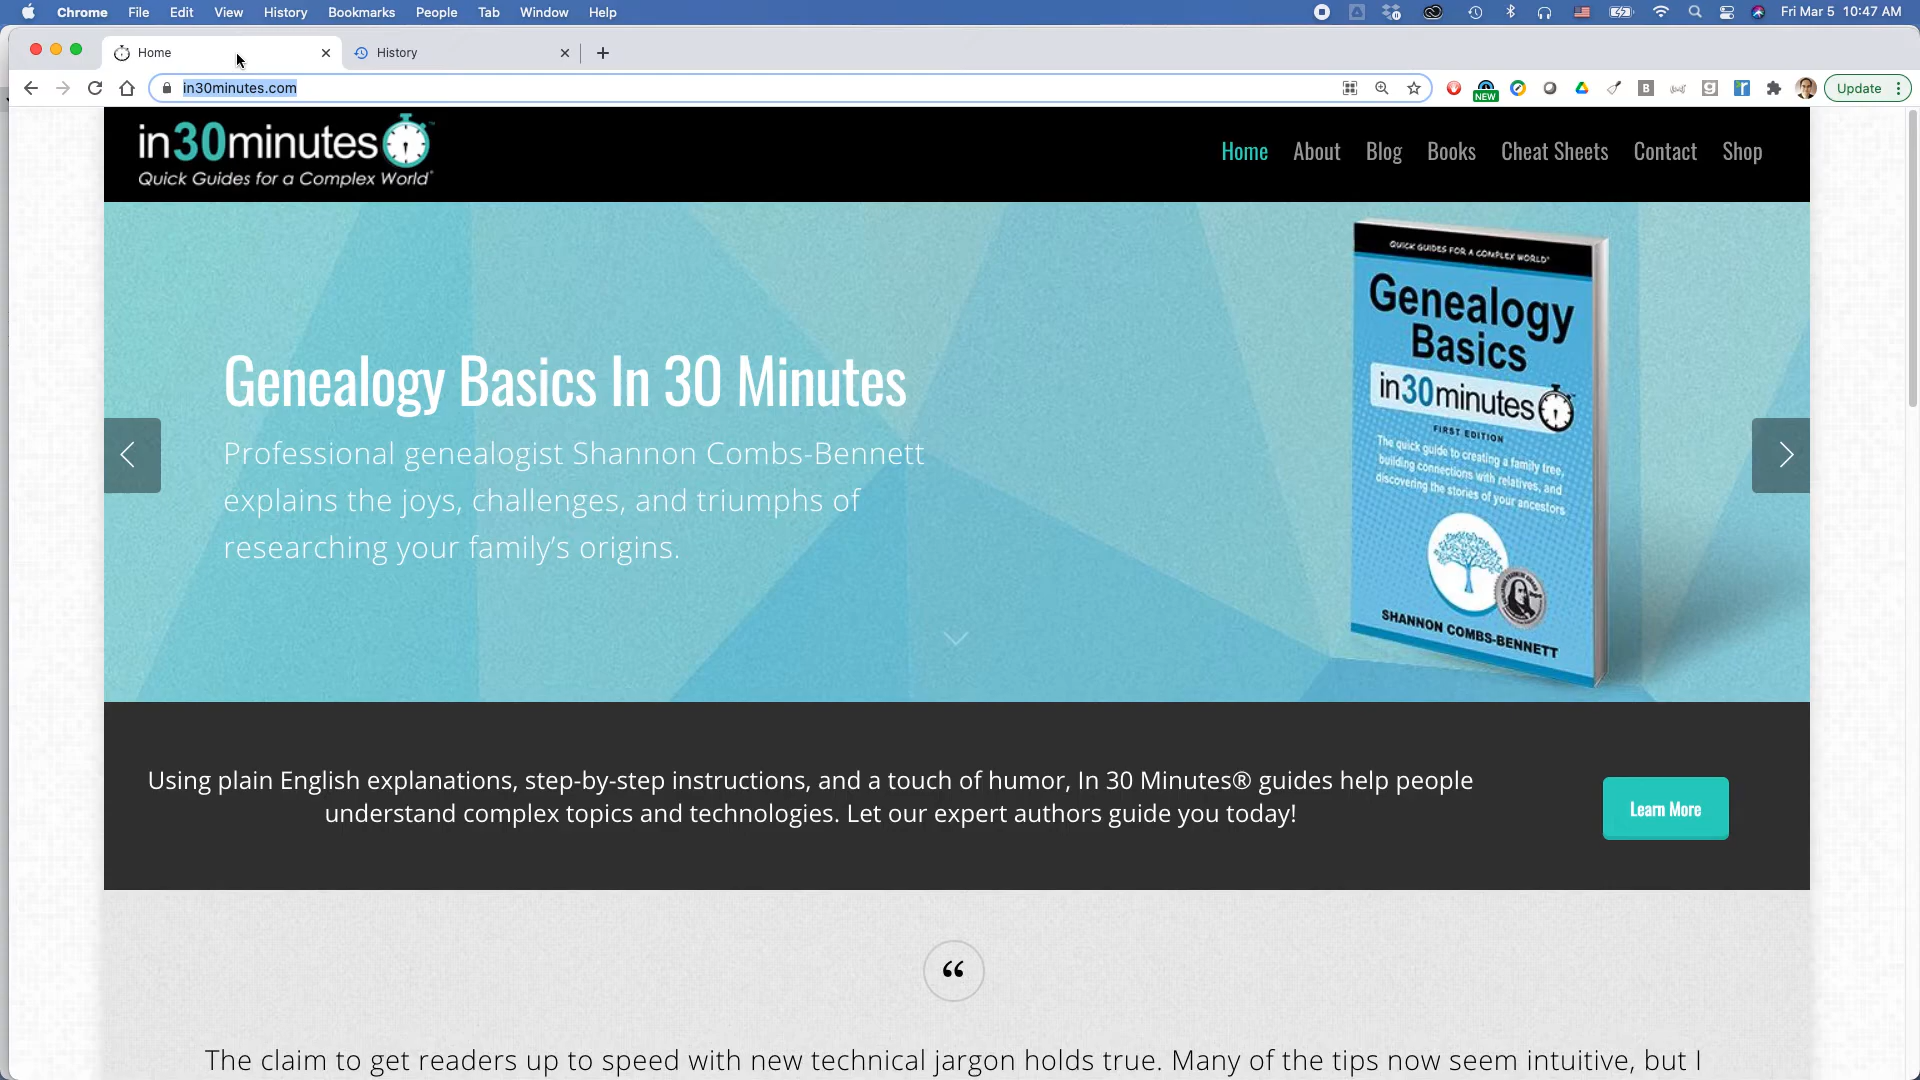 Chrome File Edit View History Bookmarks People Tab Window Help
Fri Mar 5 10:47 AM
Home
History
in30minutes.com
NEW
B
Update
in30minutes
Quick Guides for a Complex World®
Home About Blog Books Cheat Sheets Contact Shop
QUICK GUIDES FOR A COMPLEX WORLD®
Genealogy
Basics
in30minutes
FIRST EDITION
The quick guide to creating a family tree,
building connections with relatives, and
discovering the stories of your ancestors
SHANNON COMBS-BENNETT
Genealogy Basics In 30 Minutes
Professional genealogist Shannon Combs-Bennett
explains the joys, challenges, and triumphs of
researching your family’s origins.
Using plain English explanations, step-by-step instructions, and a touch of humor, In 30 Minutes® guides help people
understand complex topics and technologies. Let our expert authors guide you today!
Learn More
“
The claim to get readers up to speed with new technical jargon holds true. Many of the tips now seem intuitive, but I